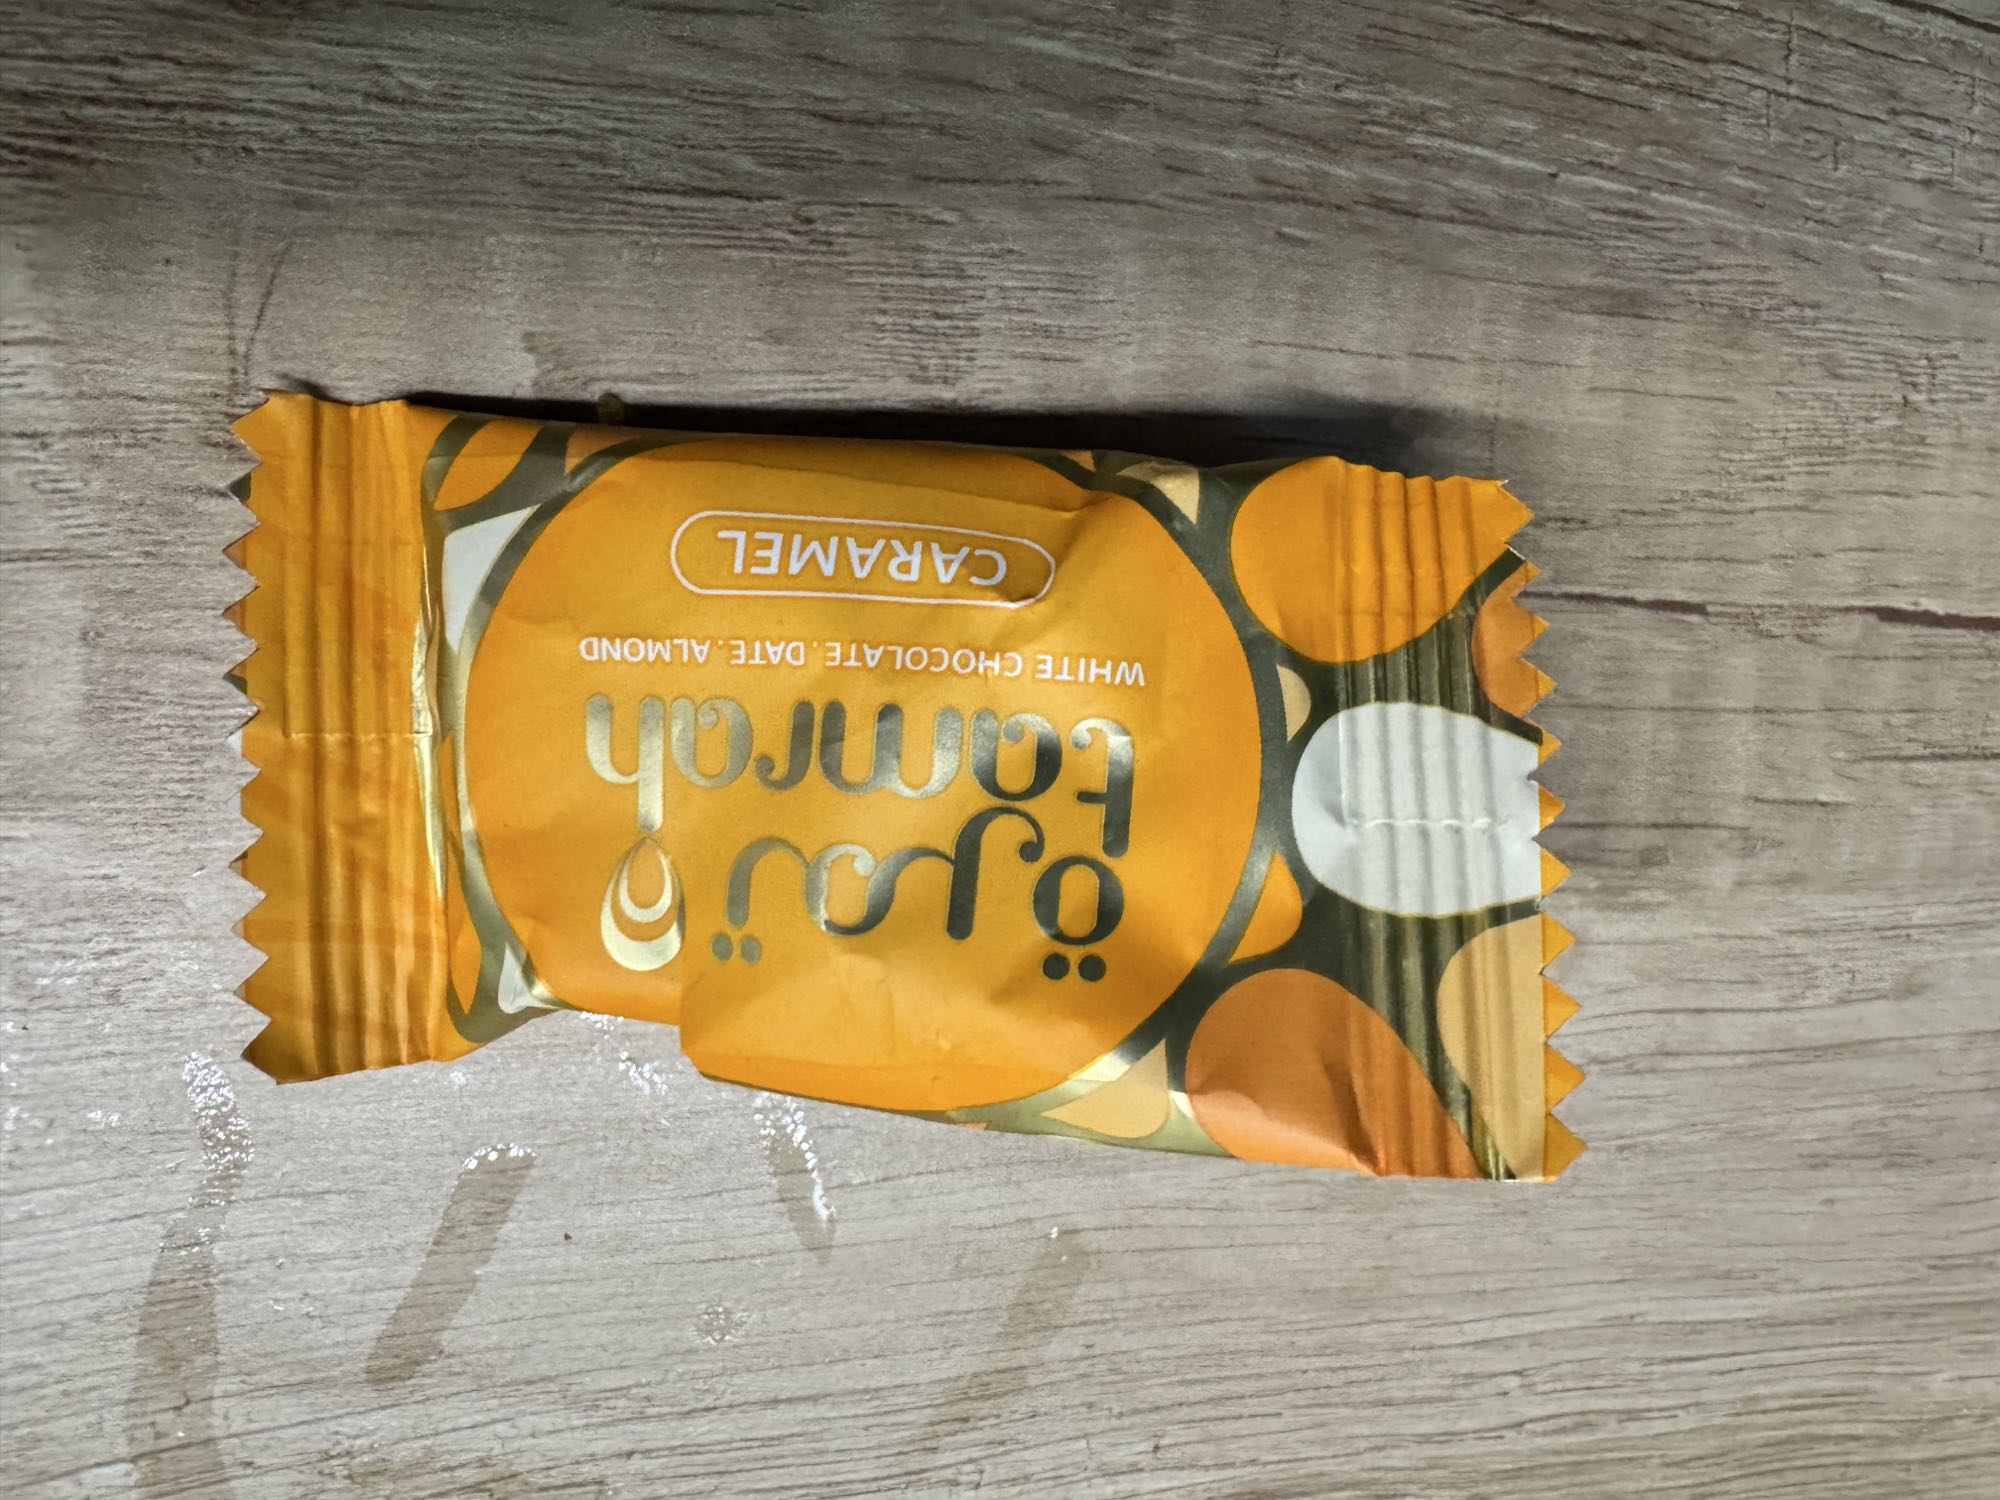 تمرة
tamrah
WHITE CHOCOLATE. DATE. ALMOND
CARAMEL